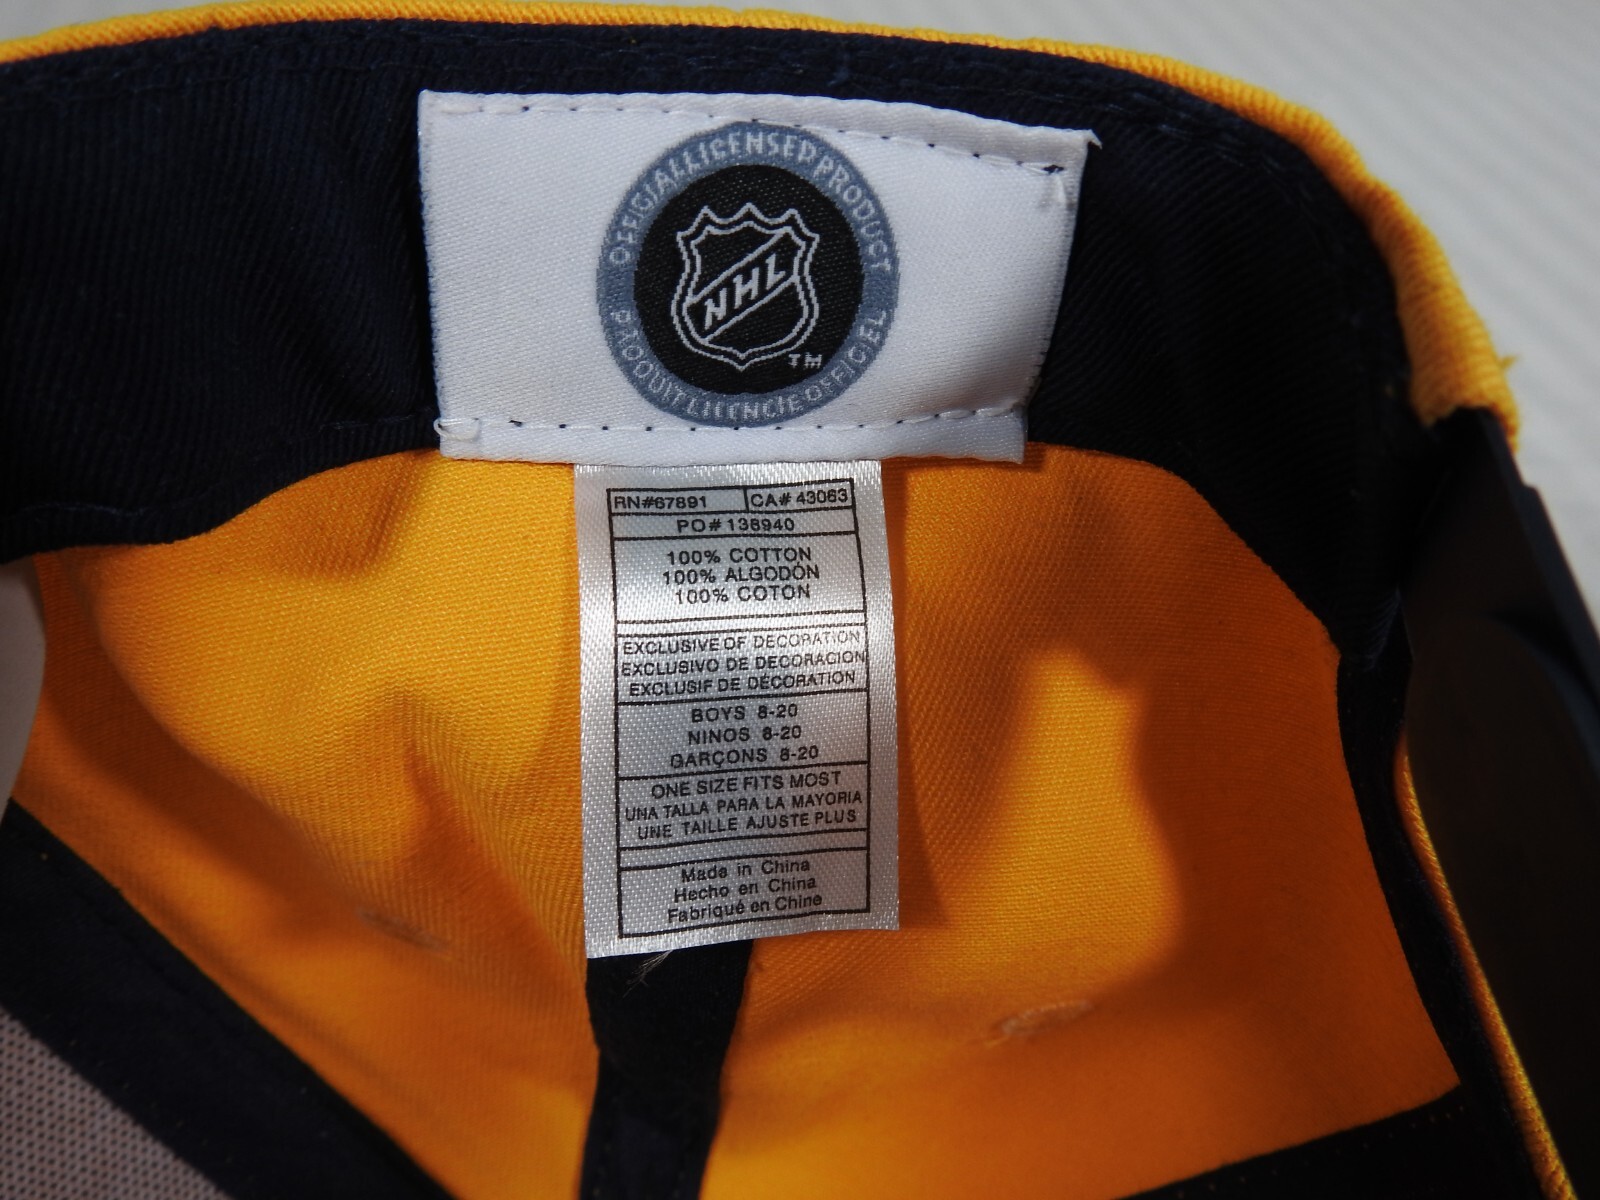 OFFICIAL LICENSED PRODUCT
NHL
TM
PRODUIT LICENCIE OFFICIEL
RN#67891 CA# 43063
PO# 138940
100% COTTON
100% ALGODÓN
100% COTON
EXCLUSIVE OF DECORATION
EXCLUSIVO DE DECORACION
EXCLUSIF DE DÉCORATION
BOYS 8-20
NINOS 8-20
GARÇONS 8-20
ONE SIZE FITS MOST
UNA TALLA PARA LA MAYORIA
UNE TAILLE AJUSTE PLUS
Made in China
Hecho en China
Fabriqué en Chine